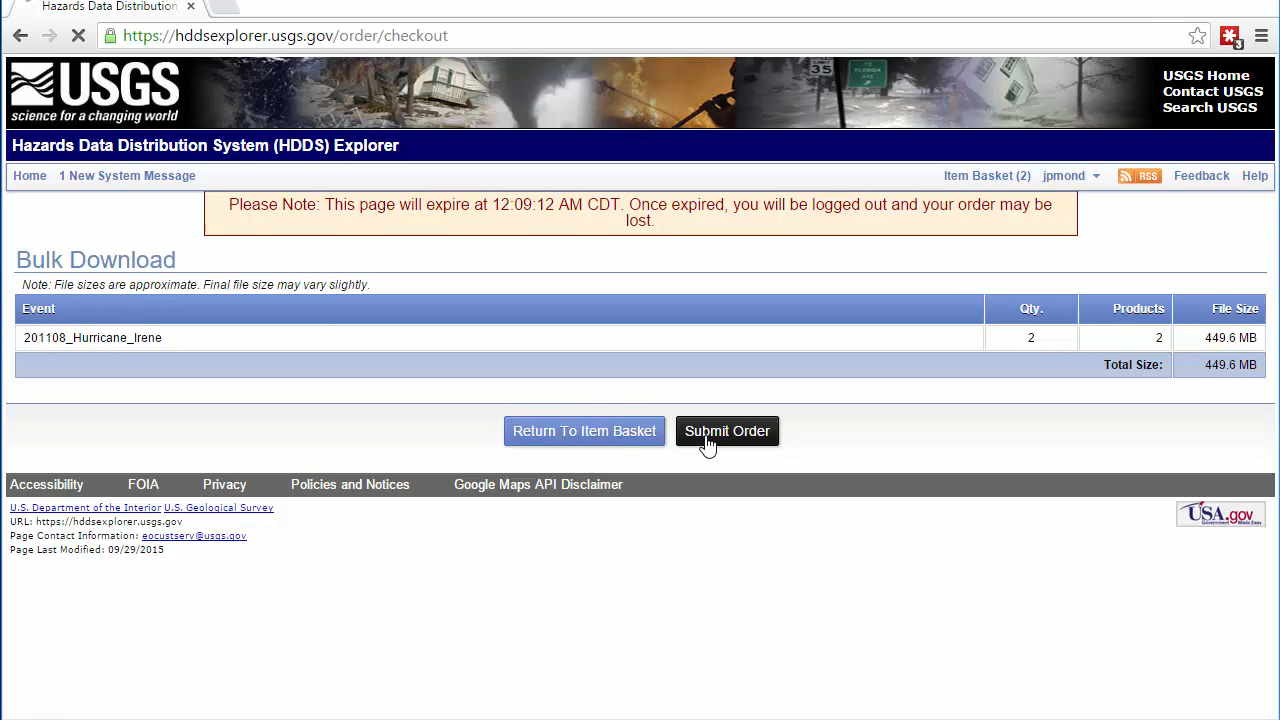 Hazards Data Distribution
https://hddsexplorer.usgs.gov/order/checkout
3
USGS
science for a changing world
SPEED LIMIT 35
USGS Home
Contact USGS
Search USGS
Hazards Data Distribution System (HDDS) Explorer
Home 1 New System Message Item Basket (2) jpmond RSS Feedback Help
Please Note: This page will expire at 12:09:12 AM CDT. Once expired, you will be logged out and your order may be
lost.
Bulk Download
Note: File sizes are approximate. Final file size may vary slightly.
Event Qty. Products File Size
201108_Hurricane_Irene 2 2 449.6 MB
Total Size: 449.6 MB
Return To Item Basket Submit Order
Accessibility FOIA Privacy Policies and Notices Google Maps API Disclaimer
U.S. Department of the Interior U.S. Geological Survey
URL: https://hddsexplorer.usgs.gov
Page Contact Information: eocustserv@usgs.gov
Page Last Modified: 09/29/2015
USA.gov
Government Made Easy